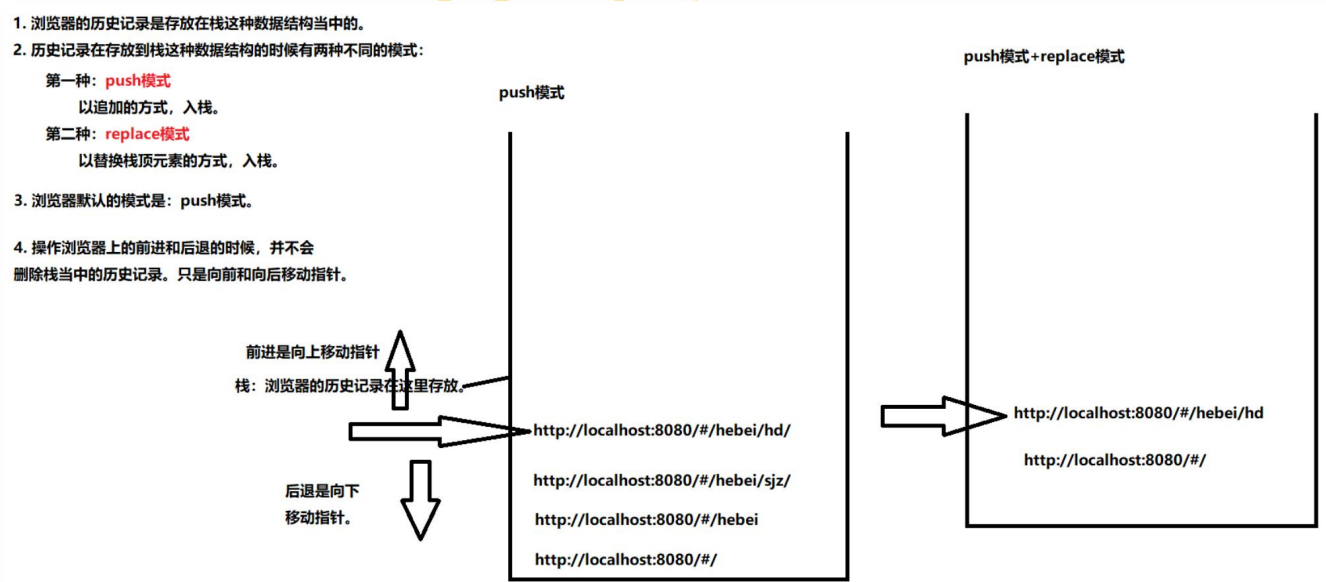 1. 浏览器的历史记录是存放在栈这种数据结构当中的。
2. 历史记录在存放到栈这种数据结构的时候有两种不同的模式：
第一种：push模式
以追加的方式，入栈。
第二种：replace模式
以替换栈顶元素的方式，入栈。
3. 浏览器默认的模式是：push模式。
4. 操作浏览器上的前进和后退的时候，并不会
删除栈当中的历史记录。只是向前和向后移动指针。
前进是向上移动指针
栈：浏览器的历史记录在这里存放。
后退是向下
移动指针。
push模式
http://localhost:8080/#/hebei/hd/
http://localhost:8080/#/hebei/sjz/
http://localhost:8080/#/hebei
http://localhost:8080/#/
push模式+replace模式
http://localhost:8080/#/hebei/hd
http://localhost:8080/#/